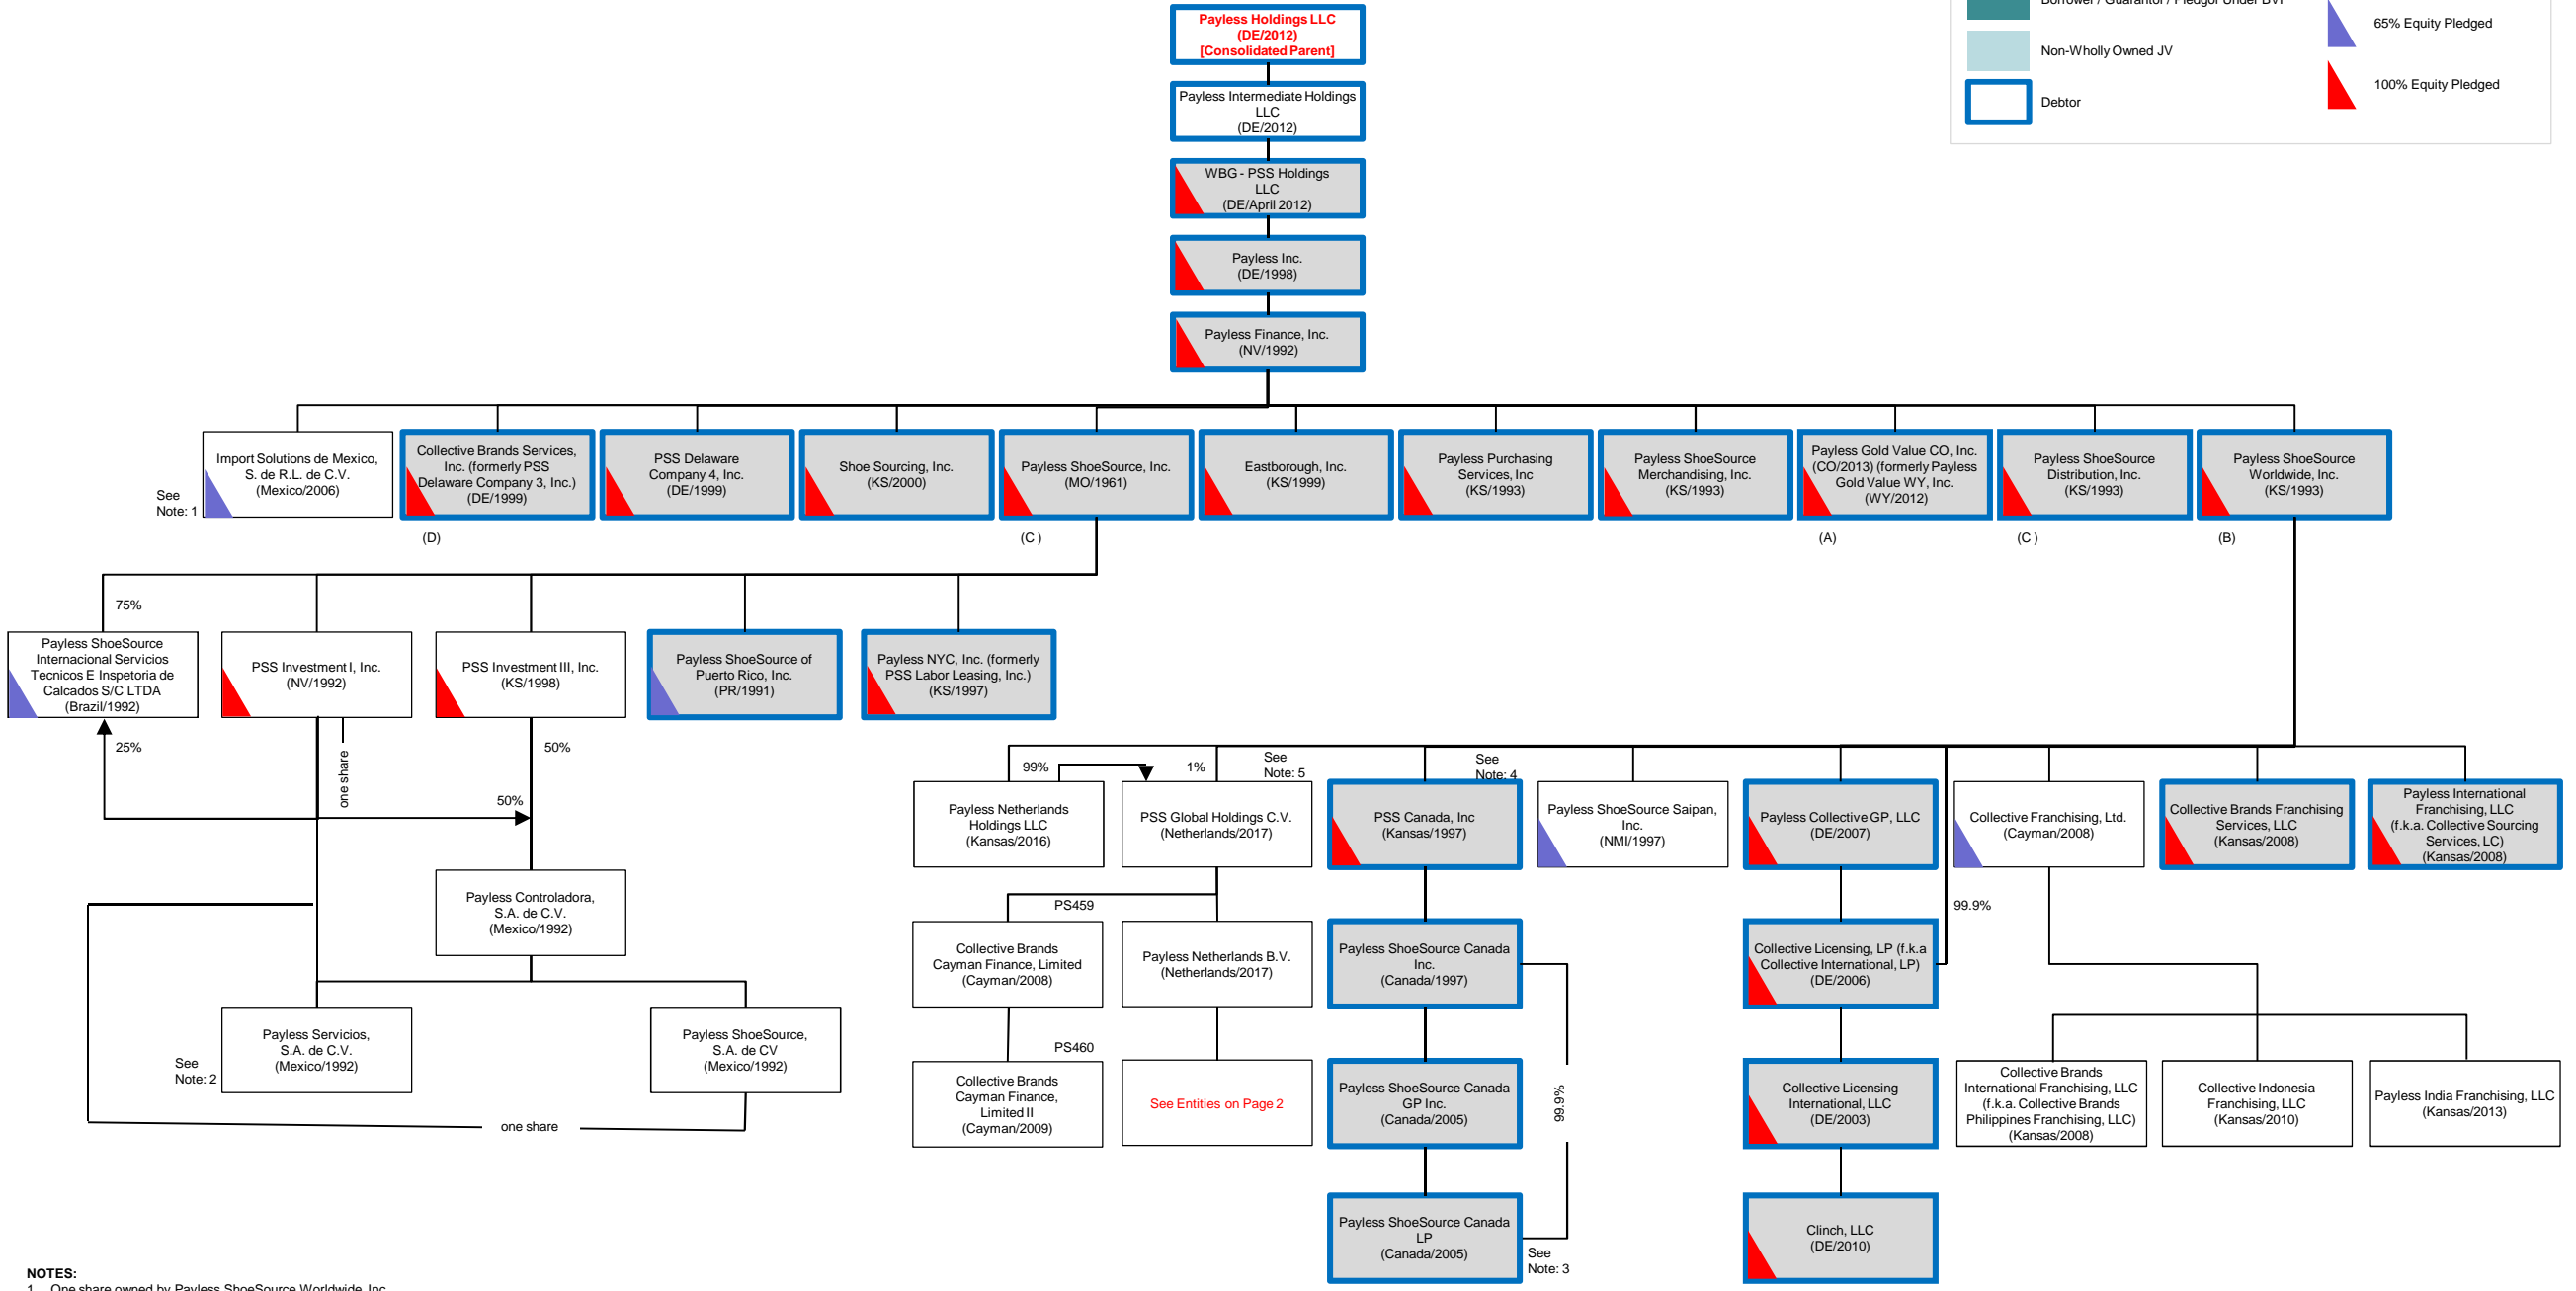 Payless Holdings LLC
(DE/2012)
[Consolidated Parent]
Borrower / Guarantor / Pledgor Under BVI
65% Equity Pledged
Non-Wholly Owned JV
100% Equity Pledged
Debtor
Payless Intermediate Holdings
LLC
(DE/2012)
WBG - PSS Holdings
LLC
(DE/April 2012)
Payless Inc.
(DE/1998)
Payless Finance, Inc.
(NV/1992)
See
Note: 1
Import Solutions de Mexico,
S. de R.L. de C.V.
(Mexico/2006)
Collective Brands Services,
Inc. (formerly PSS
Delaware Company 3, Inc.)
(DE/1999)
(D)
PSS Delaware
Company 4, Inc.
(DE/1999)
Shoe Sourcing, Inc.
(KS/2000)
Payless ShoeSource, Inc.
(MO/1961)
(C )
Eastborough, Inc.
(KS/1999)
Payless Purchasing
Services, Inc
(KS/1993)
Payless ShoeSource
Merchandising, Inc.
(KS/1993)
Payless Gold Value CO, Inc.
(CO/2013) (formerly Payless
Gold Value WY, Inc.
(WY/2012)
(A)
Payless ShoeSource
Distribution, Inc.
(KS/1993)
(C )
Payless ShoeSource
Worldwide, Inc.
(KS/1993)
(B)
75%
Payless ShoeSource
Internacional Servicios
Tecnicos E Inspetoria de
Calcados S/C LTDA
(Brazil/1992)
25%
PSS Investment I, Inc.
(NV/1992)
one share
PSS Investment III, Inc.
(KS/1998)
50%
50%
Payless ShoeSource of
Puerto Rico, Inc.
(PR/1991)
Payless NYC, Inc. (formerly
PSS Labor Leasing, Inc.)
(KS/1997)
Payless Controladora,
S.A. de C.V.
(Mexico/1992)
See
Note: 2
Payless Servicios,
S.A. de C.V.
(Mexico/1992)
Payless ShoeSource,
S.A. de CV
(Mexico/1992)
one share
99%
1%
See
Note: 5
See
Note: 4
Payless Netherlands
Holdings LLC
(Kansas/2016)
PSS Global Holdings C.V.
(Netherlands/2017)
PSS Canada, Inc
(Kansas/1997)
Payless ShoeSource Saipan,
Inc.
(NMI/1997)
Payless Collective GP, LLC
(DE/2007)
Collective Franchising, Ltd.
(Cayman/2008)
Collective Brands Franchising
Services, LLC
(Kansas/2008)
Payless International
Franchising, LLC
(f.k.a. Collective Sourcing
Services, LC)
(Kansas/2008)
PS459
99.9%
Collective Brands
Cayman Finance, Limited
(Cayman/2008)
Payless Netherlands B.V.
(Netherlands/2017)
Payless ShoeSource Canada
Inc.
(Canada/1997)
Collective Licensing, LP (f.k.a
Collective International, LP)
(DE/2006)
PS460
Collective Brands
Cayman Finance,
Limited II
(Cayman/2009)
See Entities on Page 2
Payless ShoeSource Canada
GP Inc.
(Canada/2005)
99.9%
Collective Licensing
International, LLC
(DE/2003)
Collective Brands
International Franchising, LLC
(f.k.a. Collective Brands
Philippines Franchising, LLC)
(Kansas/2008)
Collective Indonesia
Franchising, LLC
(Kansas/2010)
Payless India Franchising, LLC
(Kansas/2013)
Payless ShoeSource Canada
LP
(Canada/2005)
See
Note: 3
Clinch, LLC
(DE/2010)
NOTES:
1. One share owned by Payless ShoeSource Worldwide, Inc.